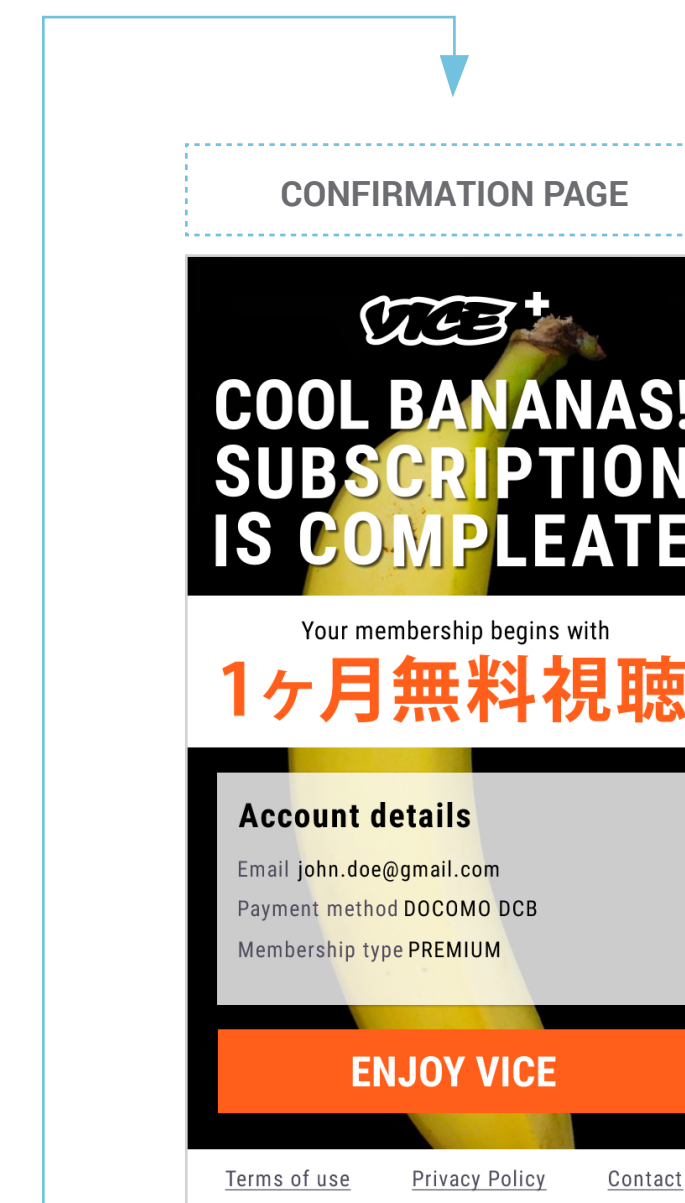 CONFIRMATION PAGE
VICE +
COOL BANANAS!
SUBSCRIPTION
IS COMPLEATE
Your membership begins with
1ヶ月無料視聴
Account details
Email john.doe@gmail.com
Payment method DOCOMO DCB
Membership type PREMIUM
ENJOY VICE
Terms of use Privacy Policy Contact